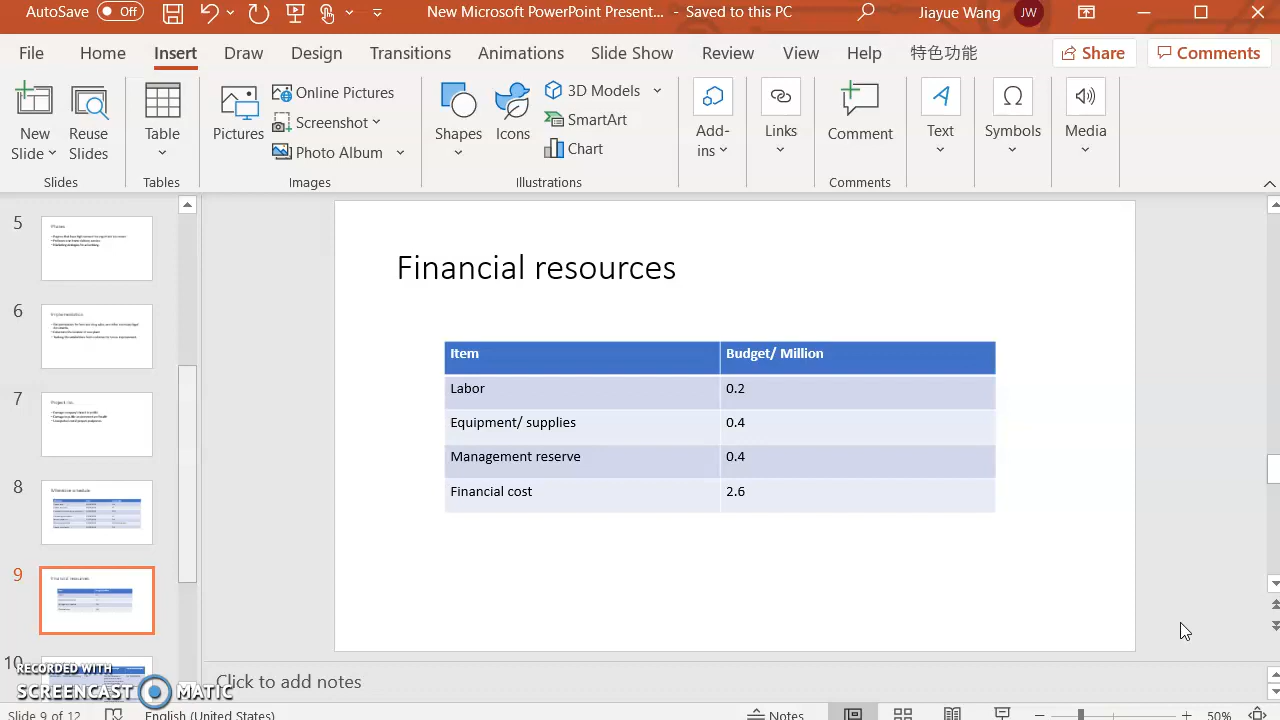 AutoSave Off New Microsoft PowerPoint Present... - Saved to this PC Jiayue Wang JW
File Home Insert Draw Design Transitions Animations Slide Show Review View Help 特色功能 Share Comments
New Slide
Reuse Slides
Slides
Table
Tables
Pictures
Online Pictures
Screenshot
Photo Album
Images
Shapes
Icons
3D Models
SmartArt
Chart
Illustrations
Add-ins
Links
Comment
Comments
Text
Symbols
Media
5
6
7
8
9
Financial resources
10
Financial resources
Item Budget/ Million
Labor 0.2
Equipment/ supplies 0.4
Management reserve 0.4
Financial cost 2.6
RECORDED WITH
SCREENCAST MATIC
Click to add notes
Slide 9 of 12 English (United States) Notes 50%